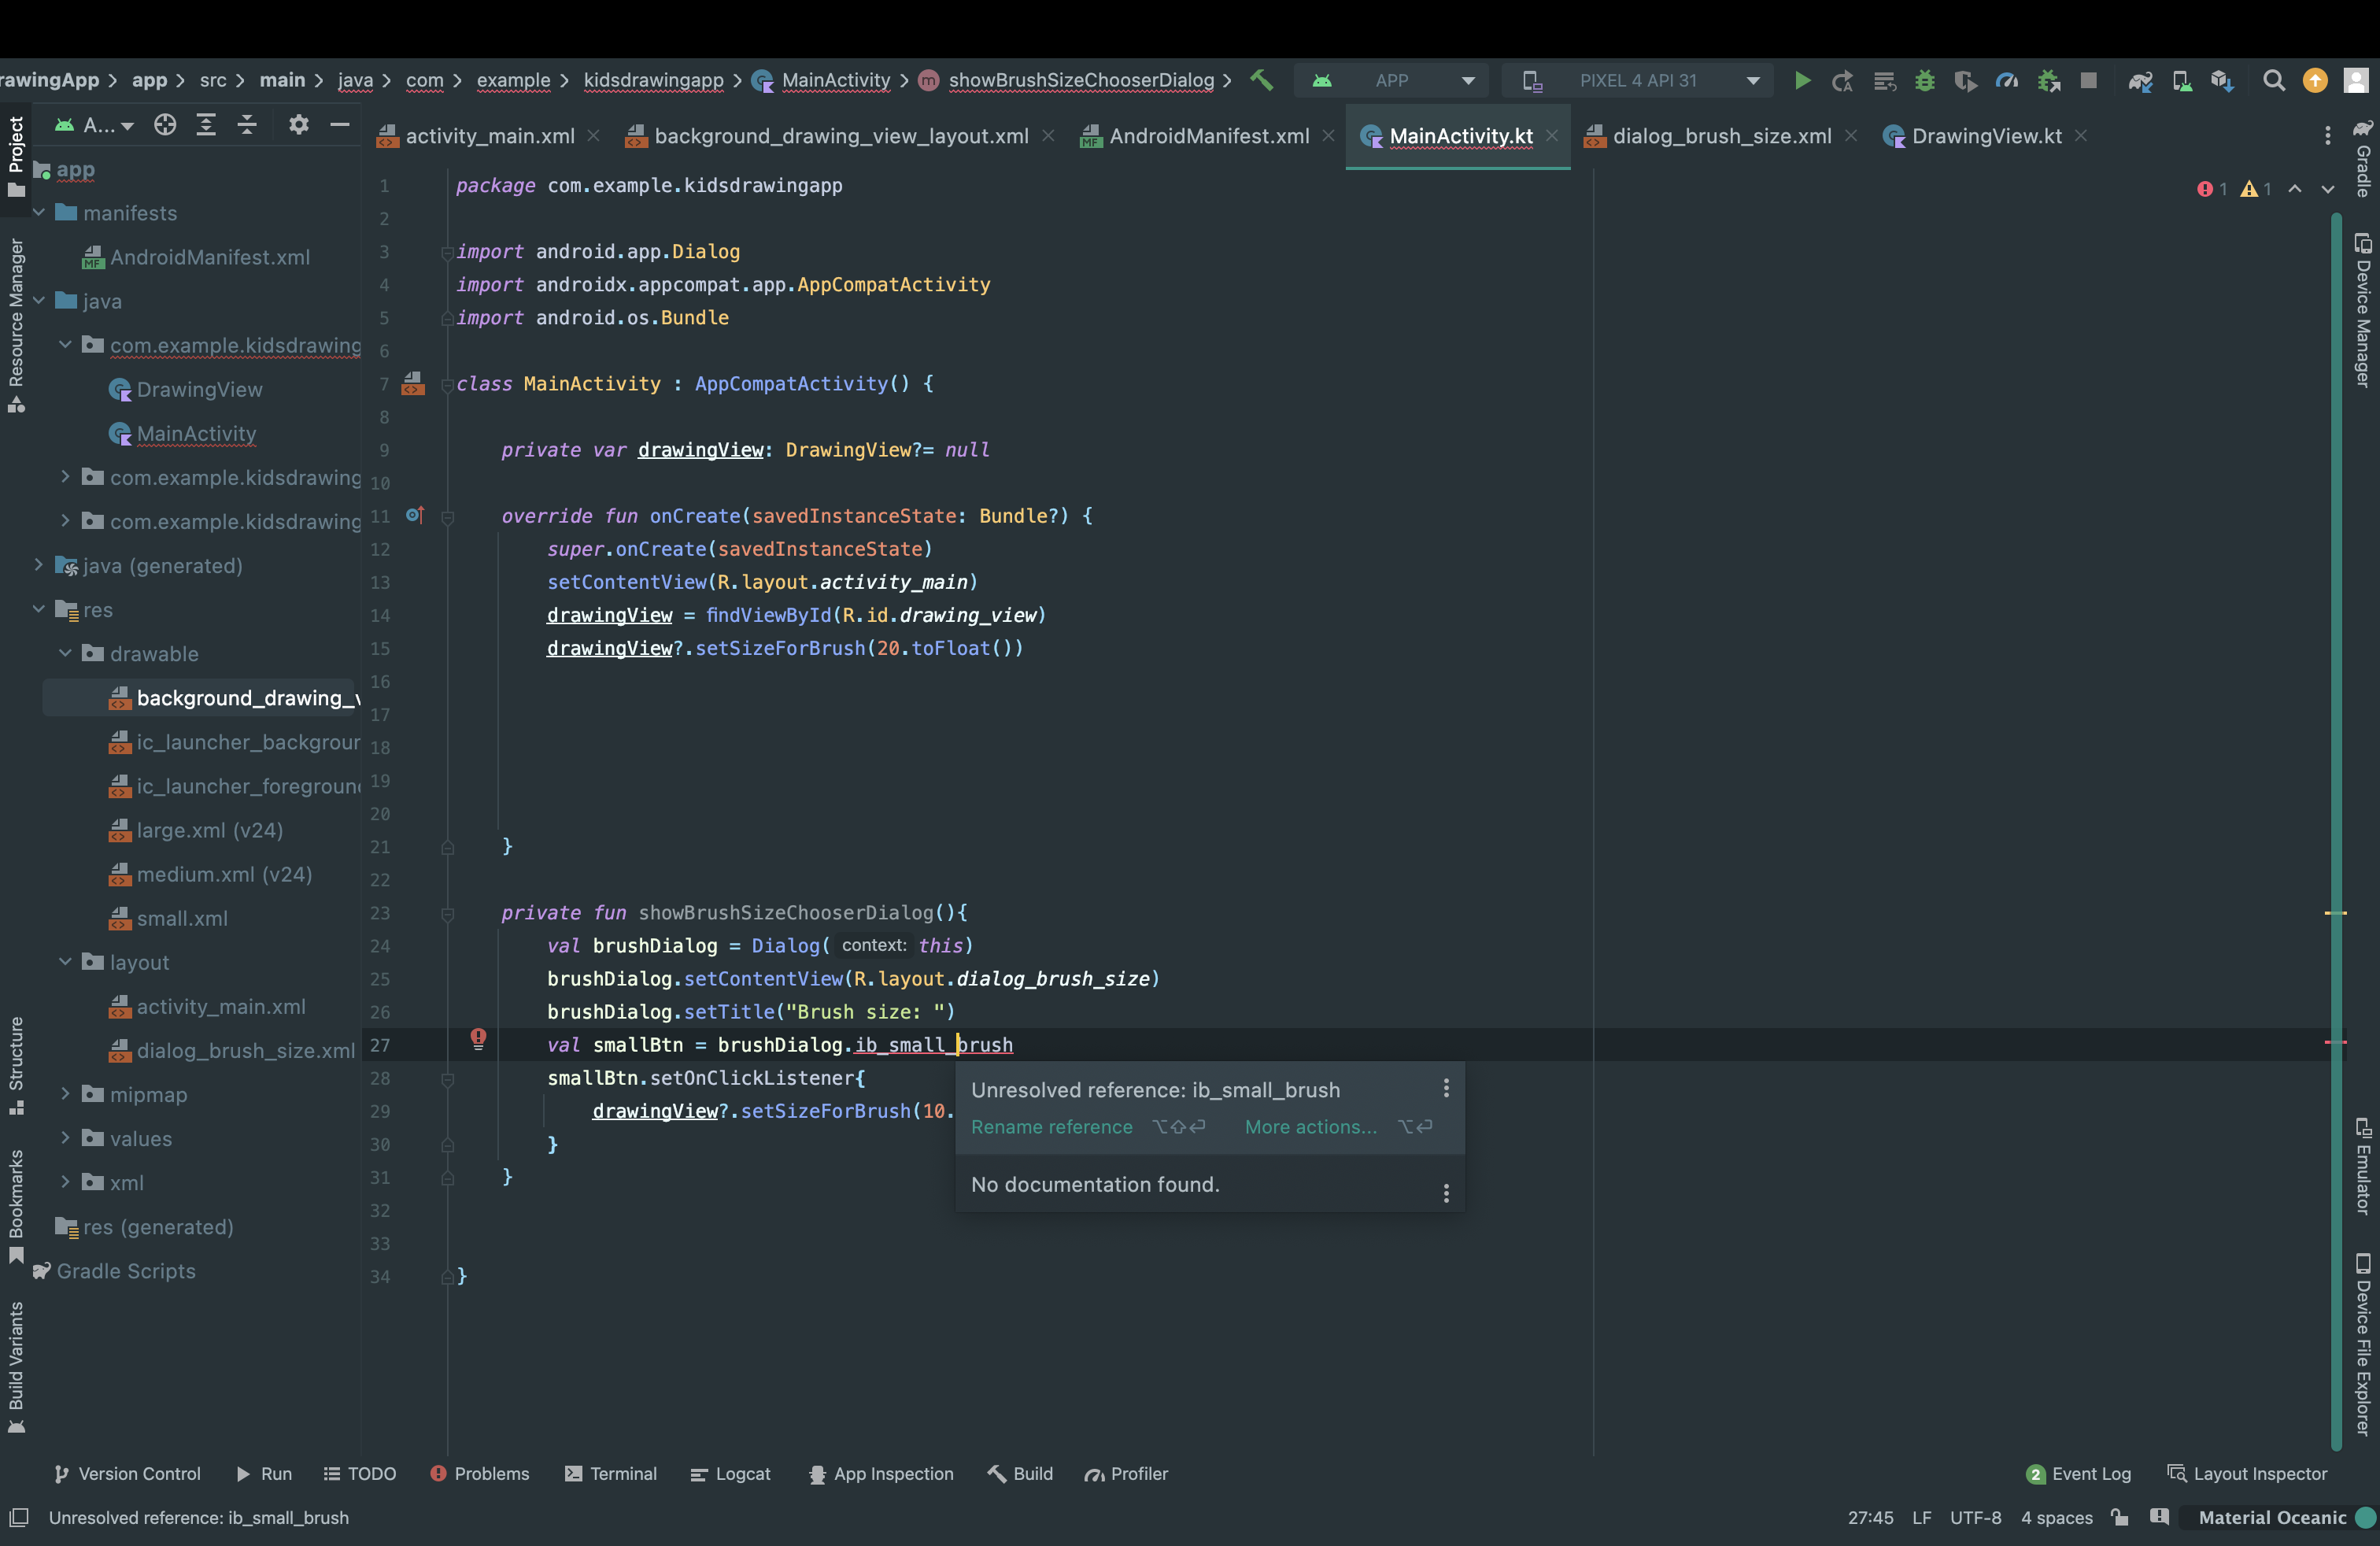 rawingApp > app > src > main > java > com > example > kidsdrawingapp > MainActivity > showBrushSizeChooserDialog >
APP
PIXEL 4 API 31
A...
activity_main.xml
background_drawing_view_layout.xml
AndroidManifest.xml
MainActivity.kt
dialog_brush_size.xml
DrawingView.kt
Project
Resource Manager
Structure
Bookmarks
Build Variants
app
manifests
AndroidManifest.xml
java
com.example.kidsdrawing
DrawingView
MainActivity
com.example.kidsdrawing
com.example.kidsdrawing
java (generated)
res
drawable
background_drawing_v
ic_launcher_backgroun
ic_launcher_foreground
large.xml (v24)
medium.xml (v24)
small.xml
layout
activity_main.xml
dialog_brush_size.xml
mipmap
values
xml
res (generated)
Gradle Scripts
1 package com.example.kidsdrawingapp
2
3 import android.app.Dialog
4 import androidx.appcompat.app.AppCompatActivity
5 import android.os.Bundle
6
7 class MainActivity : AppCompatActivity() {
8
9 private var drawingView: DrawingView?= null
10
11 override fun onCreate(savedInstanceState: Bundle?) {
12 super.onCreate(savedInstanceState)
13 setContentView(R.layout.activity_main)
14 drawingView = findViewById(R.id.drawing_view)
15 drawingView?.setSizeForBrush(20.toFloat())
16
17
18
19
20
21 }
22
23 private fun showBrushSizeChooserDialog(){
24 val brushDialog = Dialog( context: this)
25 brushDialog.setContentView(R.layout.dialog_brush_size)
26 brushDialog.setTitle("Brush size: ")
27 val smallBtn = brushDialog.ib_small_brush
28 smallBtn.setOnClickListener{
29 drawingView?.setSizeForBrush(10.
30 }
31 }
32
33
34 }
Unresolved reference: ib_small_brush
Rename reference ⌥⇧⏎ More actions... ⌥⏎
No documentation found.
1 1
Gradle
Device Manager
Emulator
Device File Explorer
Version Control
Run
TODO
Problems
Terminal
Logcat
App Inspection
Build
Profiler
2 Event Log
Layout Inspector
Unresolved reference: ib_small_brush
27:45 LF UTF-8 4 spaces
Material Oceanic